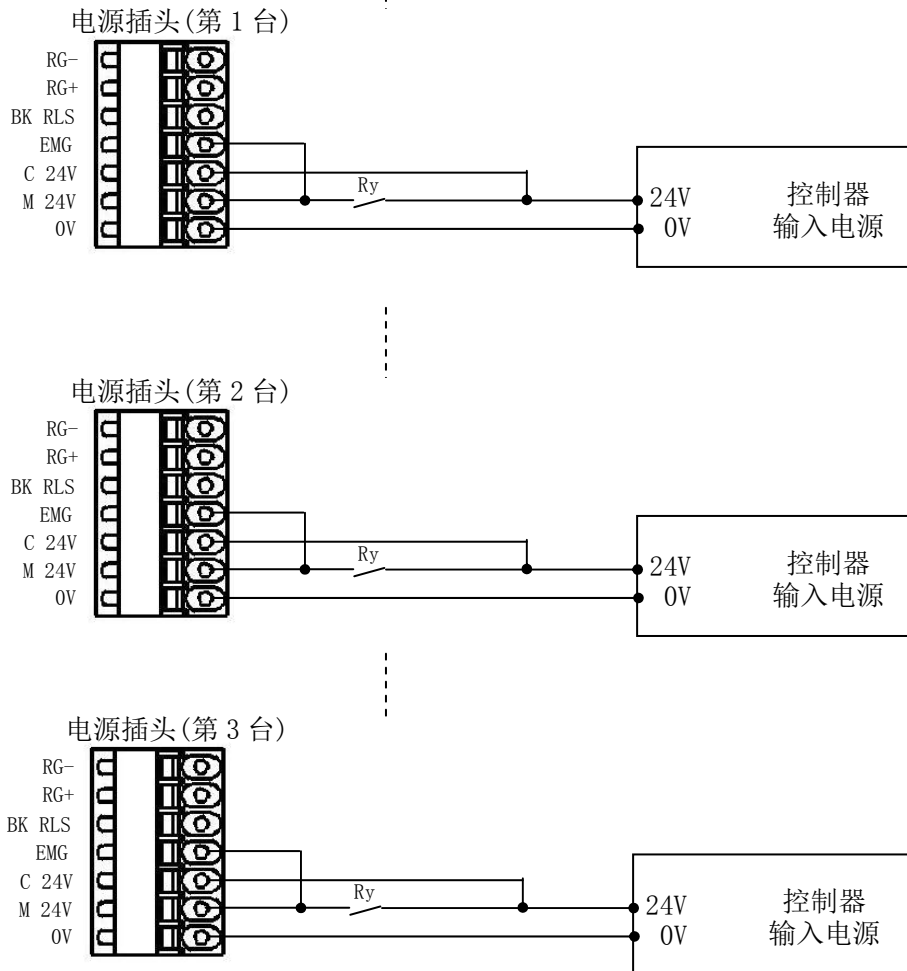 电源插头(第 1 台)
RG-
RG+
BK RLS
EMG
C 24V
M 24V
0V
Ry
24V
0V
控制器
输入电源
电源插头(第 2 台)
RG-
RG+
BK RLS
EMG
C 24V
M 24V
0V
Ry
24V
0V
控制器
输入电源
电源插头(第 3 台)
RG-
RG+
BK RLS
EMG
C 24V
M 24V
0V
Ry
24V
0V
控制器
输入电源